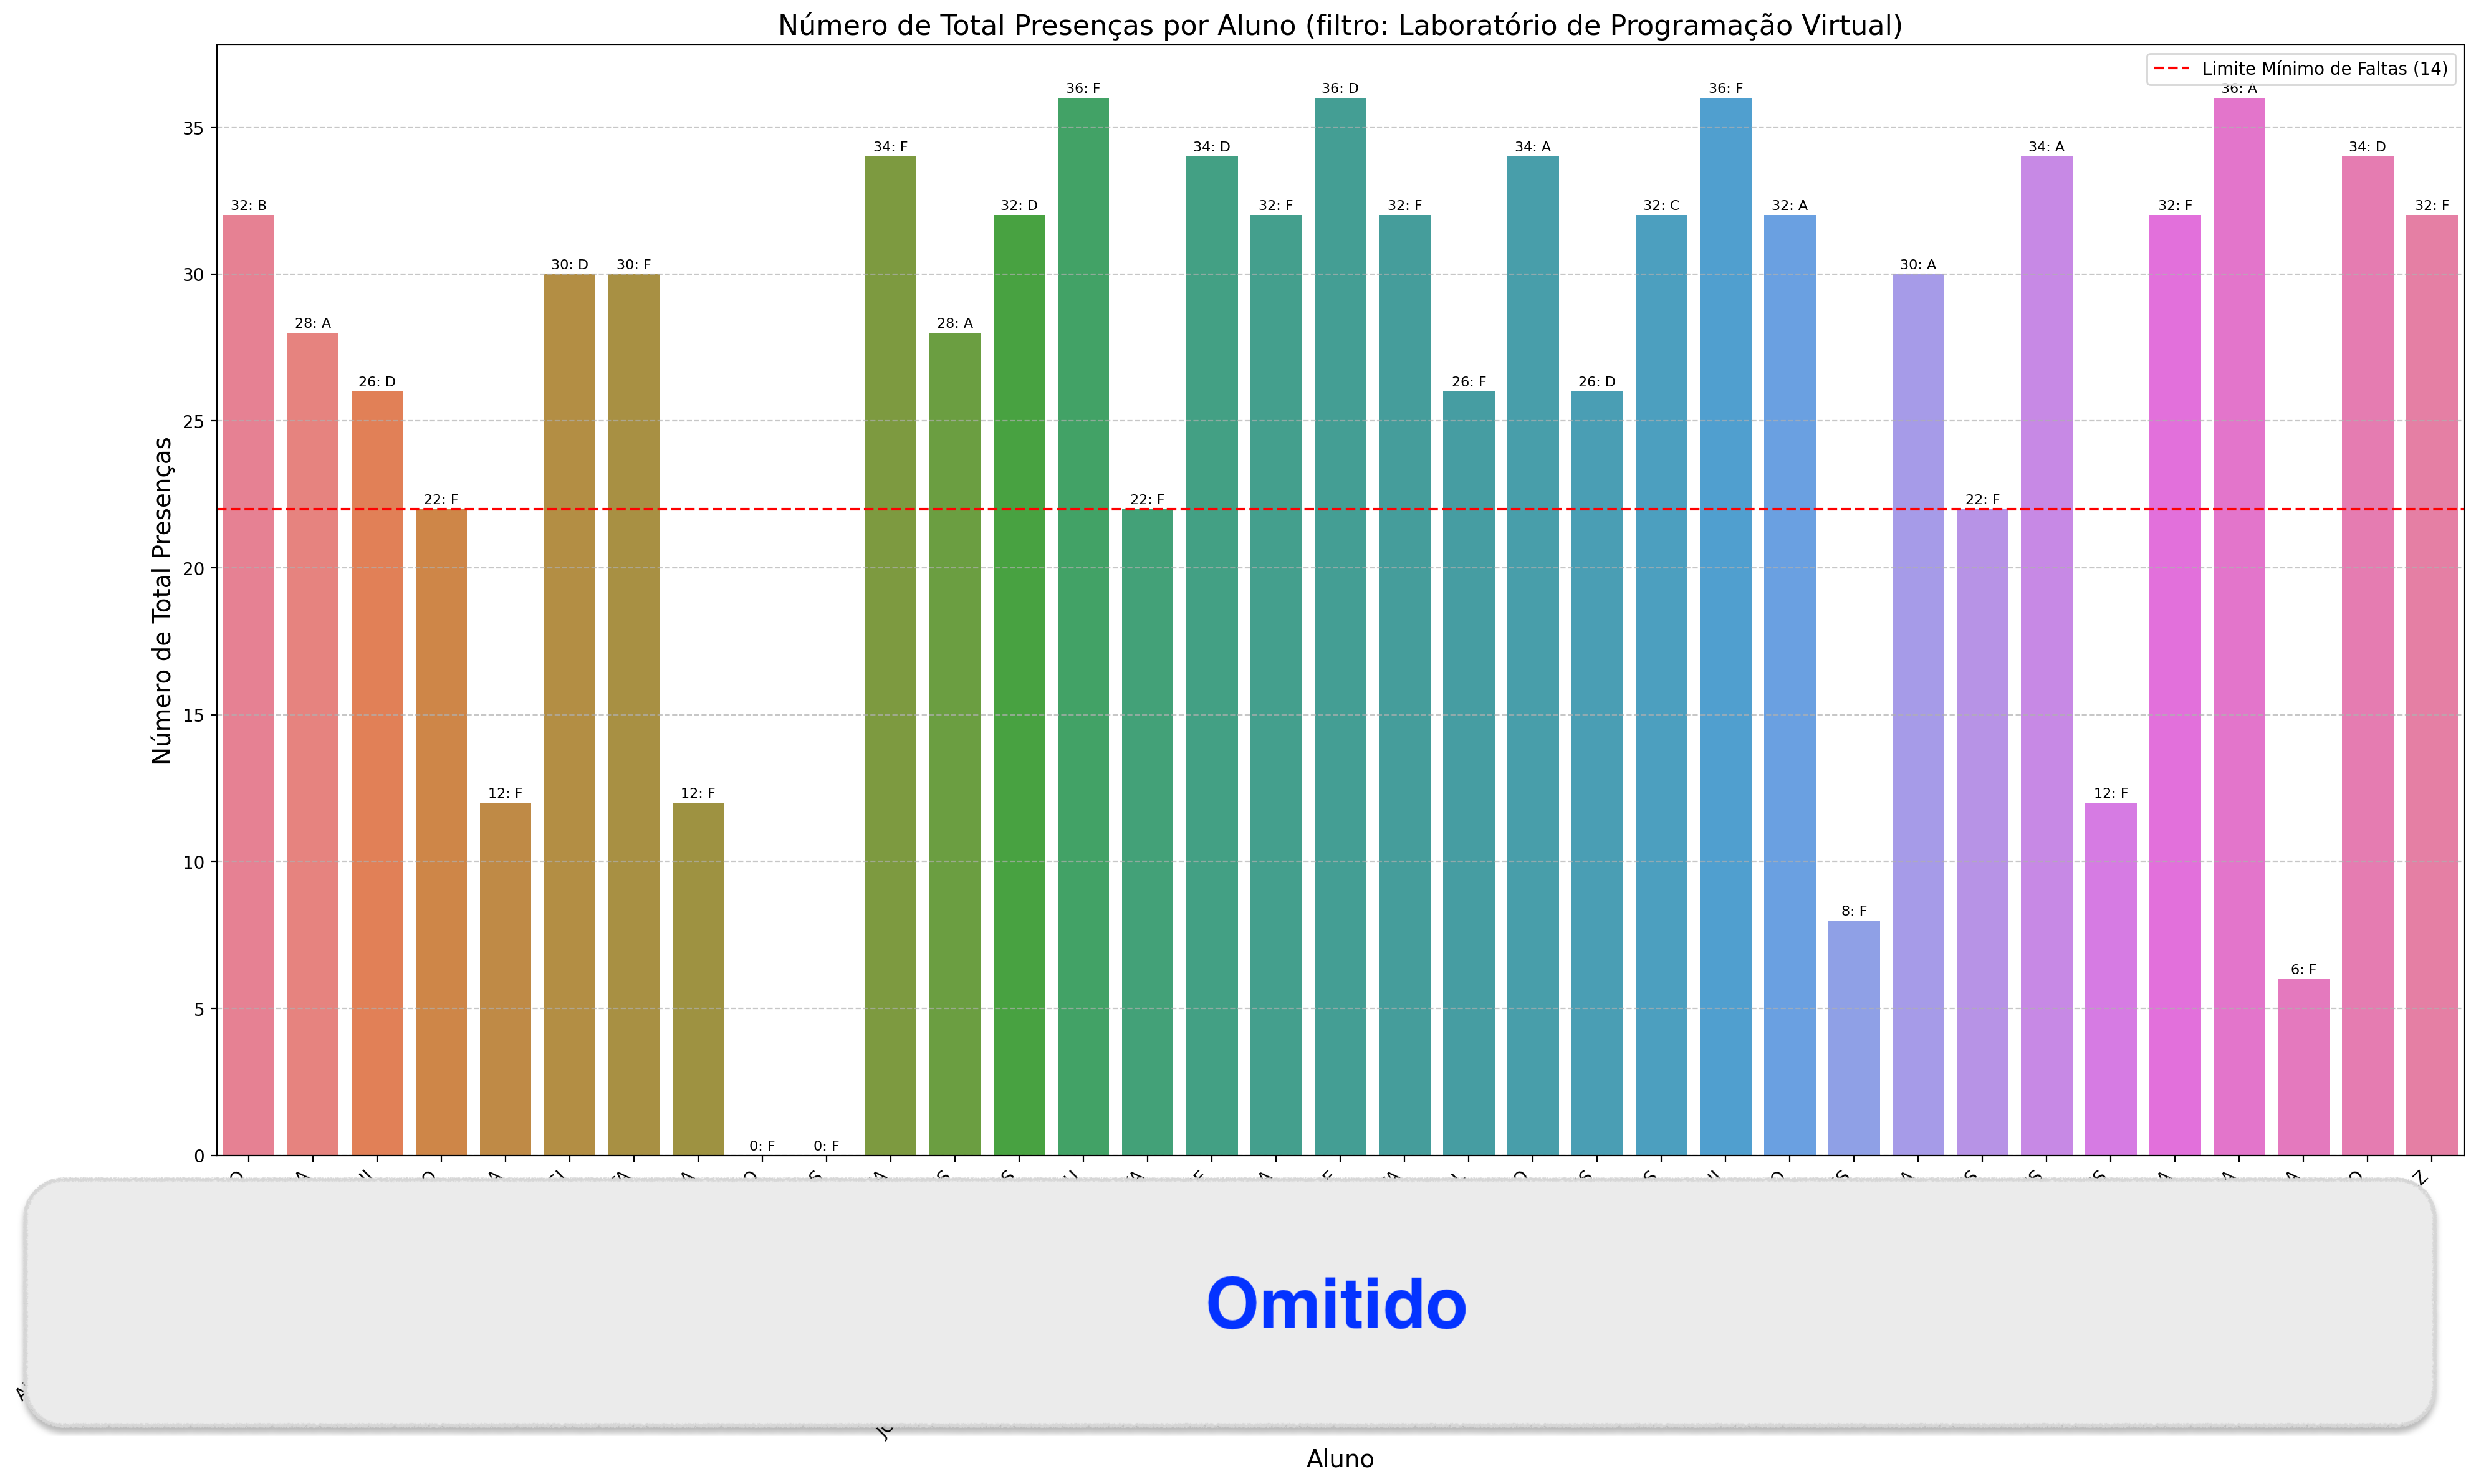 Número de Total Presenças por Aluno (filtro: Laboratório de Programação Virtual)
Limite Mínimo de Faltas (14)
Número de Total Presenças
35
30
25
20
15
10
5
0
32: B
28: A
26: D
22: F
12: F
30: D
30: F
12: F
0: F
0: F
34: F
28: A
32: D
36: F
22: F
34: D
32: F
36: D
32: F
26: F
34: A
26: D
32: C
36: F
32: A
8: F
30: A
22: F
34: A
12: F
32: F
36: A
6: F
34: D
32: F
Omitido
Aluno